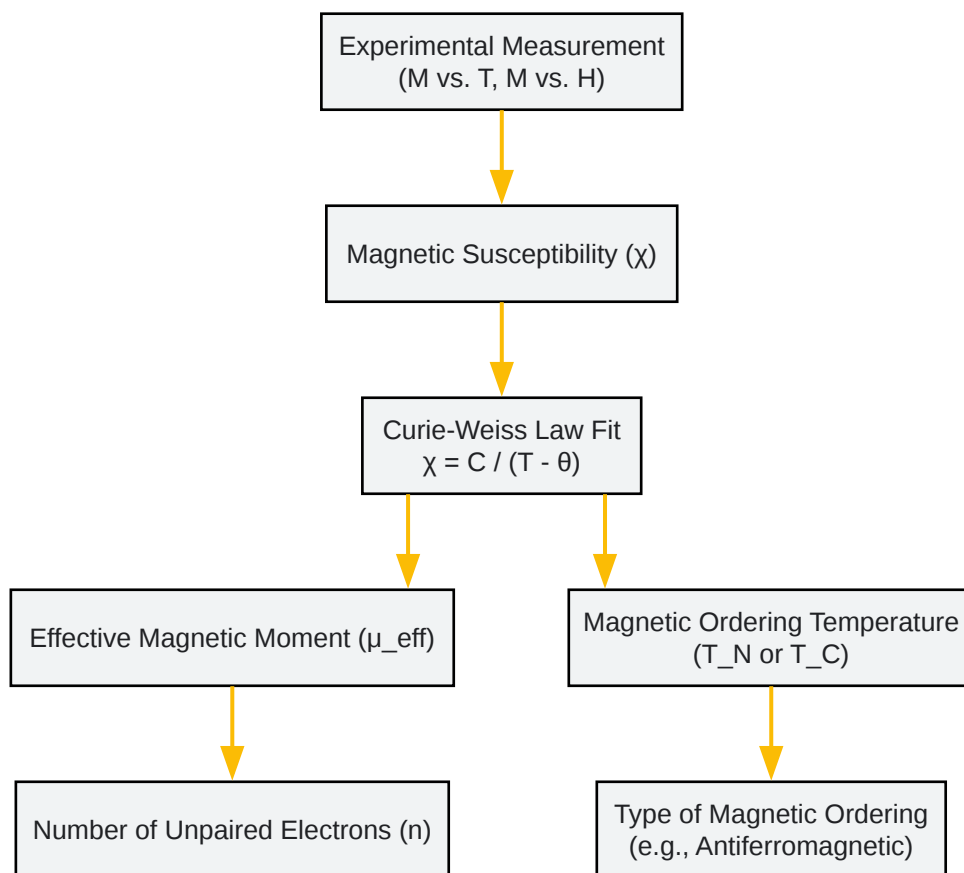 Experimental Measurement
(M vs. T, M vs. H)
Magnetic Susceptibility (χ)
Curie-Weiss Law Fit
χ = C / (T - θ)
Effective Magnetic Moment (μ_eff)
Magnetic Ordering Temperature
(T_N or T_C)
Number of Unpaired Electrons (n)
Type of Magnetic Ordering
(e.g., Antiferromagnetic)